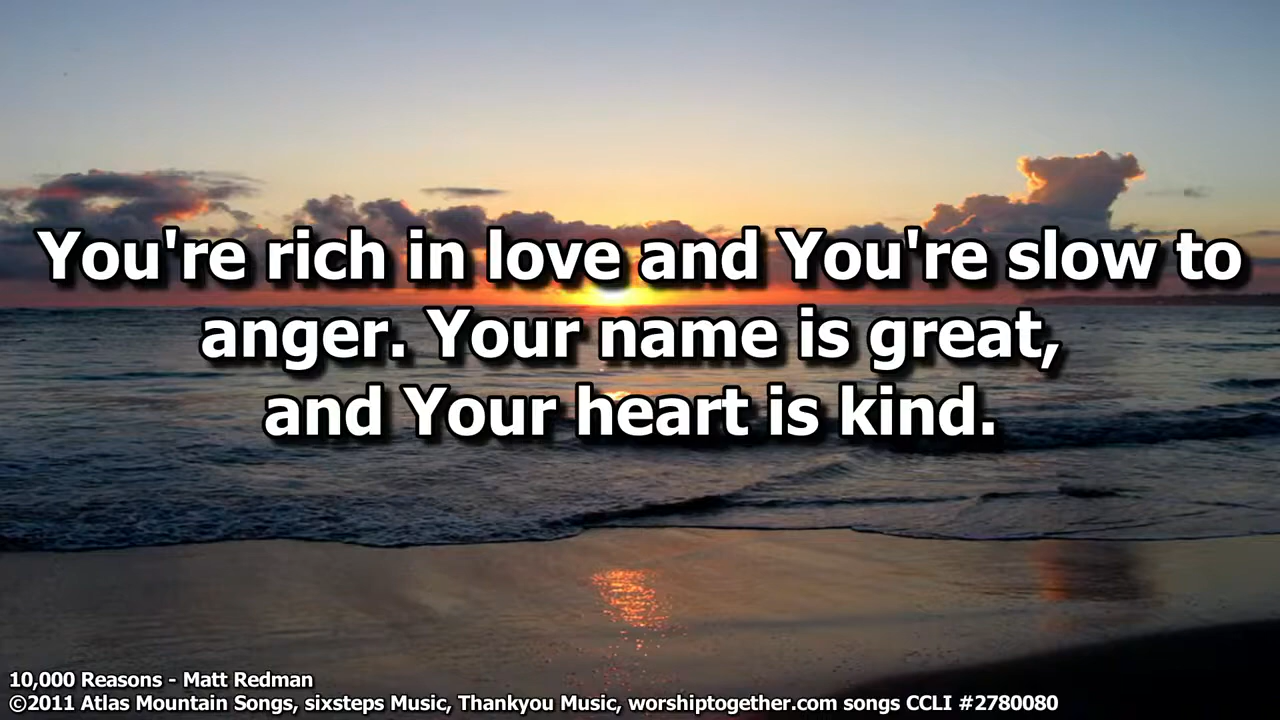 You're rich in love and You're slow to
anger. Your name is great,
and Your heart is kind.
10,000 Reasons - Matt Redman
©2011 Atlas Mountain Songs, sixsteps Music, Thankyou Music, worshiptogether.com songs CCLI #2780080